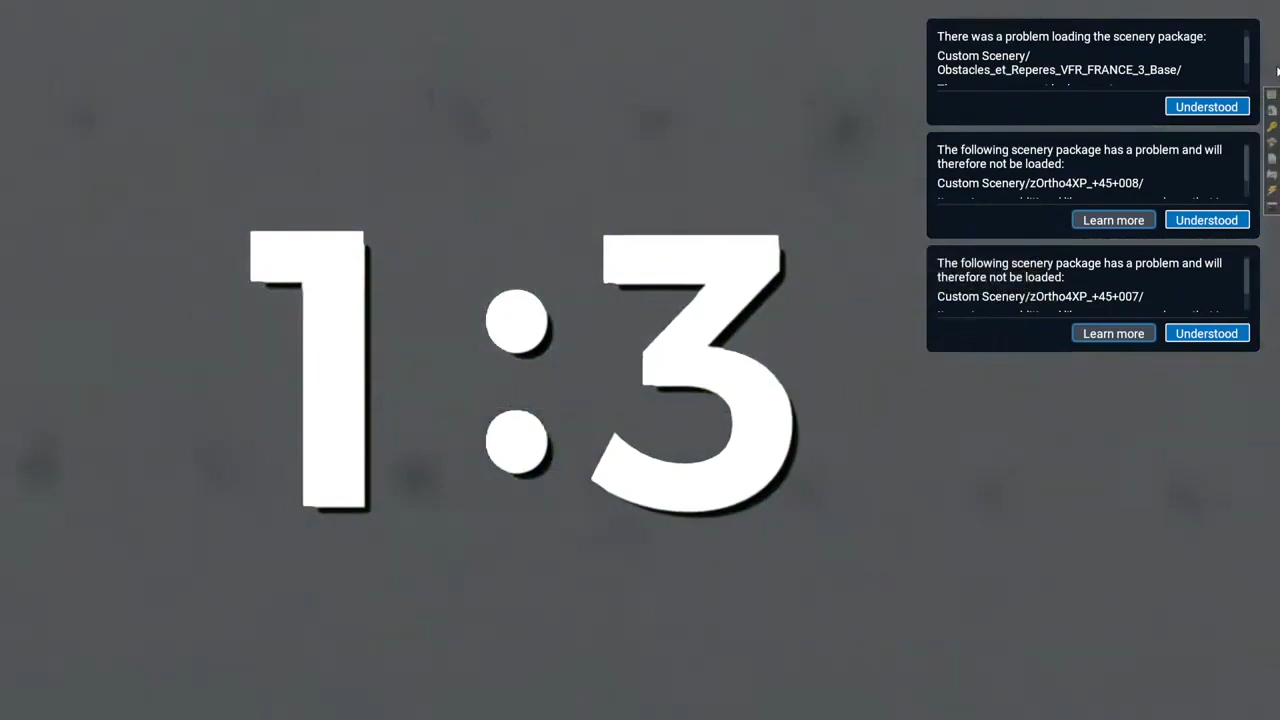 There was a problem loading the scenery package:
Custom Scenery/
Obstacles_et_Reperes_VFR_FRANCE_3_Base/
Understood
The following scenery package has a problem and will
therefore not be loaded:
Custom Scenery/zOrtho4XP_+45+008/
Learn more
Understood
The following scenery package has a problem and will
therefore not be loaded:
Custom Scenery/zOrtho4XP_+45+007/
Learn more
Understood
1:3